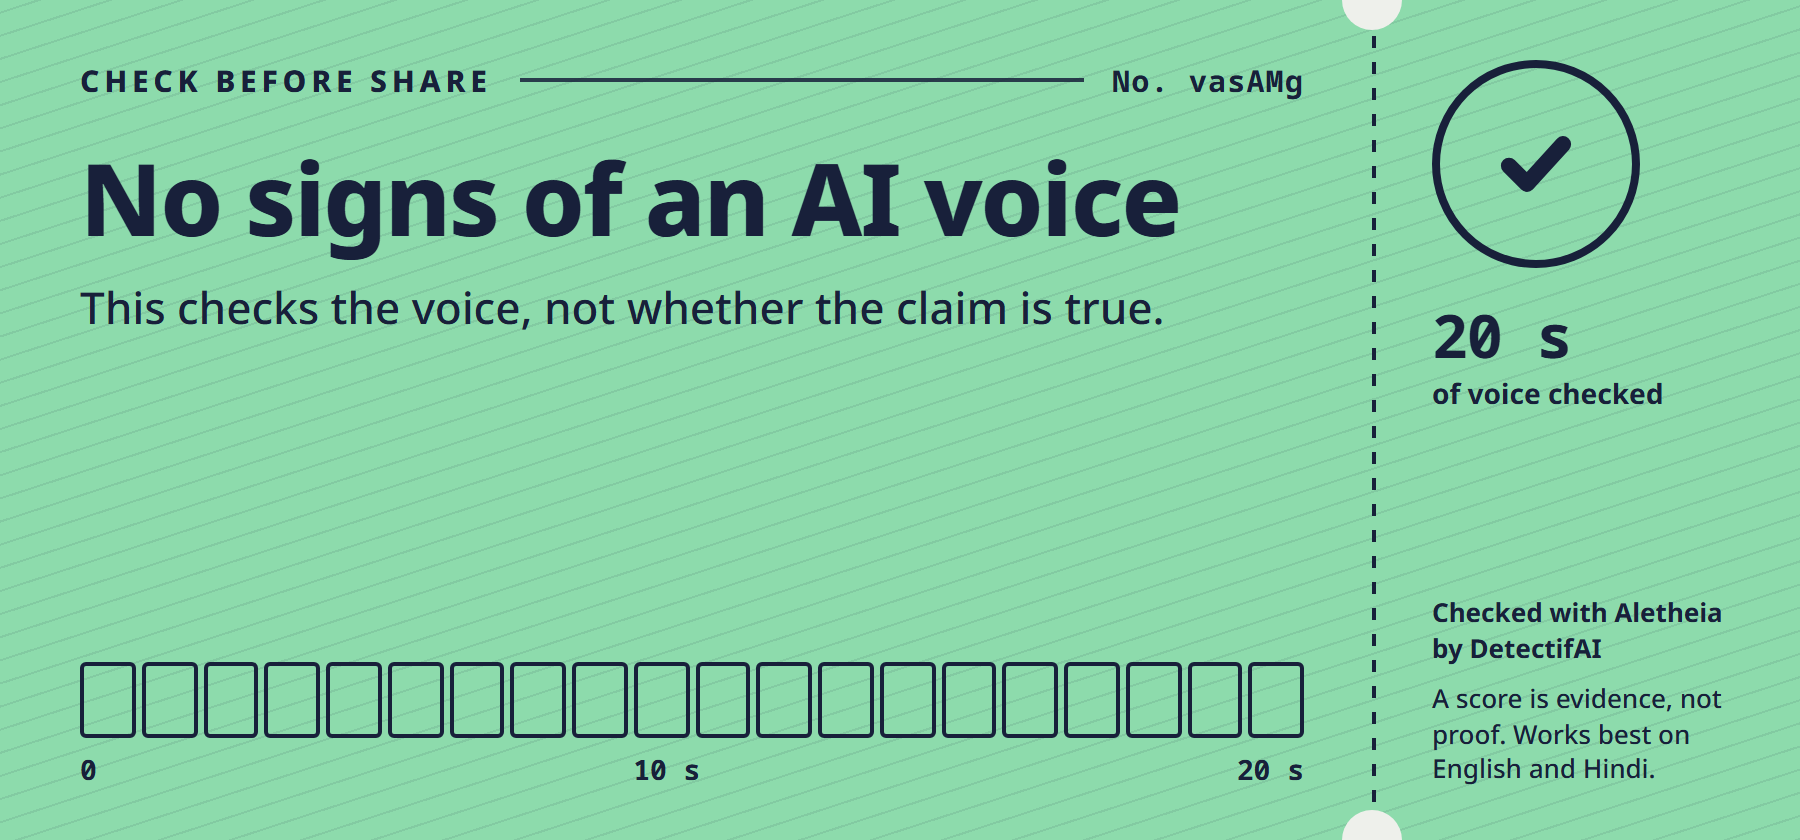 CHECK BEFORE SHARE
No. vasAMg
No signs of an AI voice
This checks the voice, not whether the claim is true.
0
10 s
20 s
20 s
of voice checked
Checked with Aletheia
by DetectifAI
A score is evidence, not
proof. Works best on
English and Hindi.